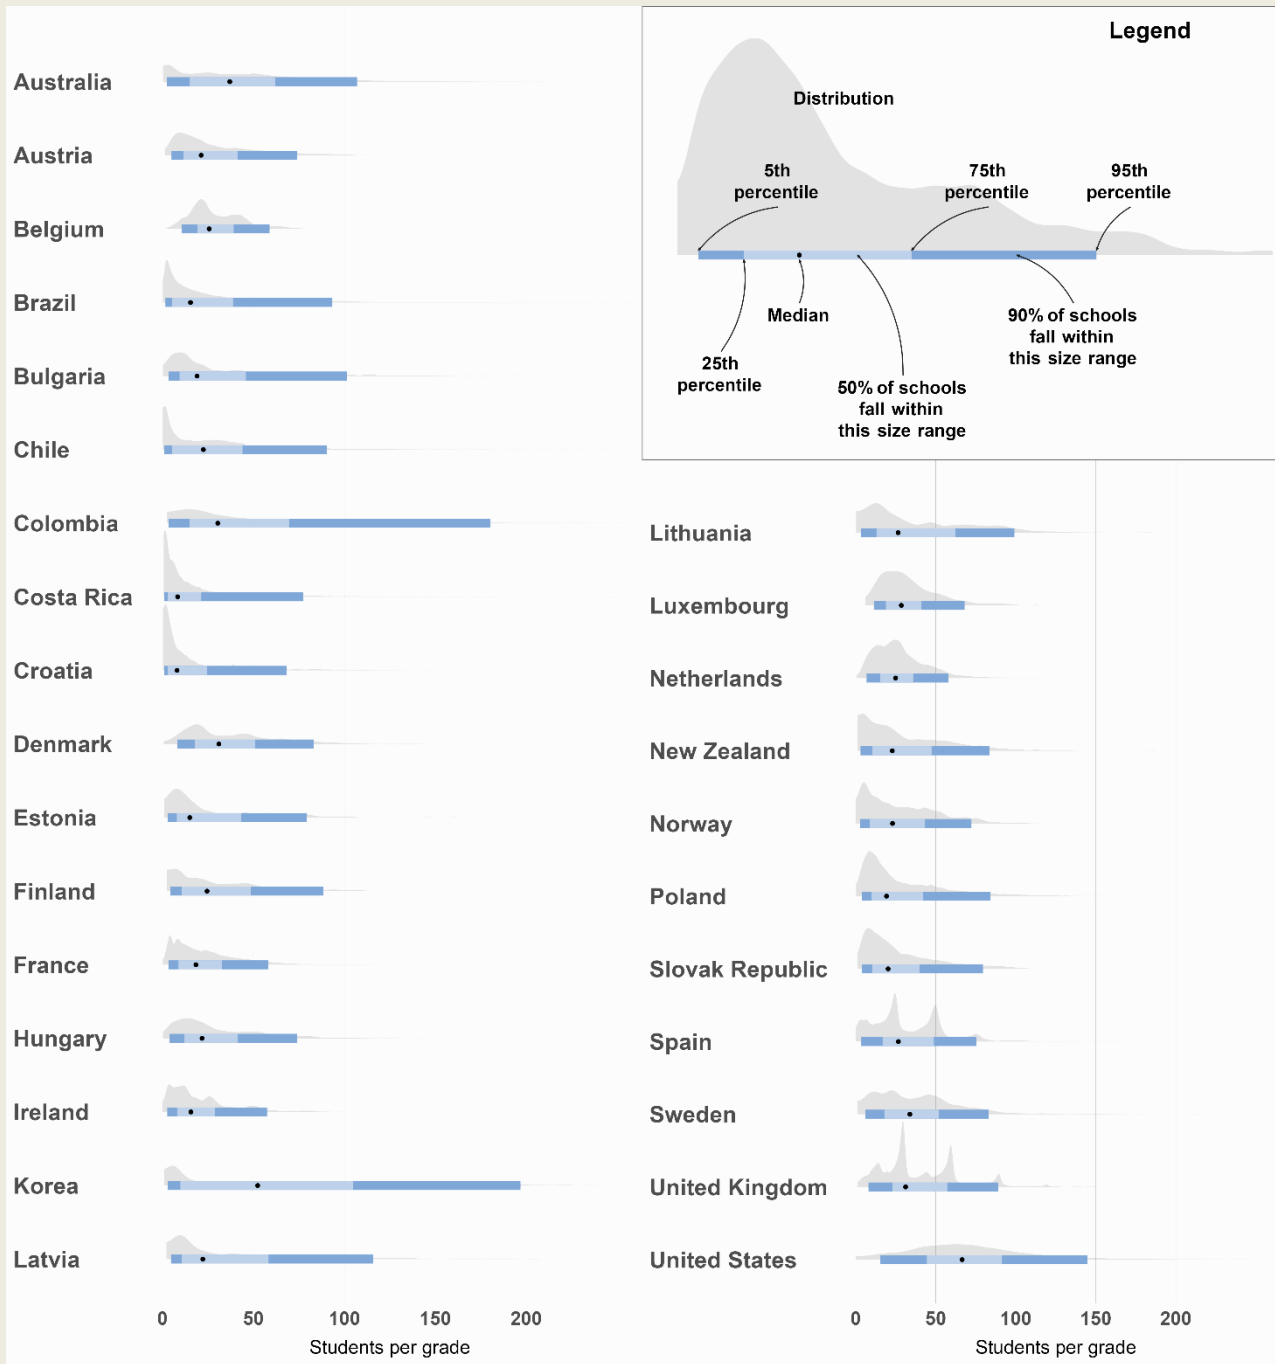 Australia
Austria
Belgium
Brazil
Bulgaria
Chile
Colombia
Costa Rica
Croatia
Denmark
Estonia
Finland
France
Hungary
Ireland
Korea
Latvia
0 50 100 150 200
Students per grade
Legend
Distribution
5th
percentile
75th
percentile
95th
percentile
Median
25th
percentile
50% of schools
fall within
this size range
90% of schools
fall within
this size range
Lithuania
Luxembourg
Netherlands
New Zealand
Norway
Poland
Slovak Republic
Spain
Sweden
United Kingdom
United States
0 50 100 150 200
Students per grade